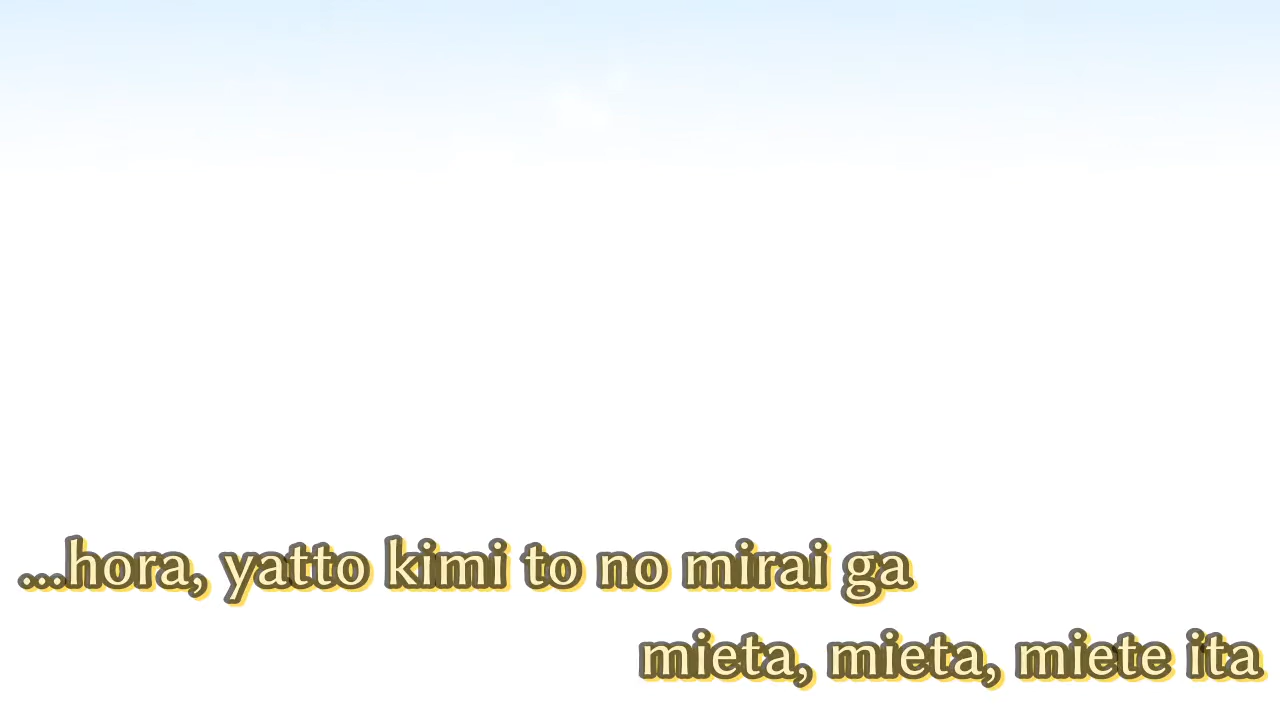 ...hora, yatto kimi to no mirai ga
mieta, mieta, miete ita